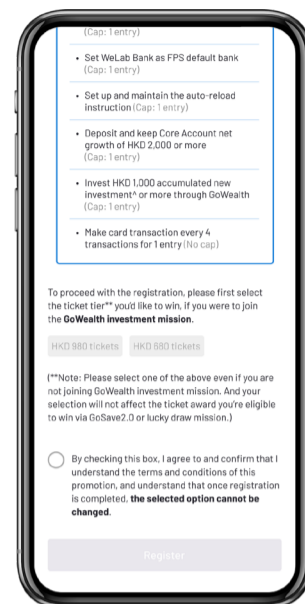 (Cap: 1 entry)
• Set WeLab Bank as FPS default bank
(Cap: 1 entry)
• Set up and maintain the auto-reload
instruction (Cap: 1 entry)
• Deposit and keep Core Account net
growth of HKD 2,000 or more
(Cap: 1 entry)
• Invest HKD 1,000 accumulated new
investment^ or more through GoWealth
(Cap: 1 entry)
• Make card transaction every 4
transactions for 1 entry (No cap)
To proceed with the registration, please first select
the ticket tier** you'd like to win, if you were to join
the GoWealth investment mission.
HKD 980 tickets HKD 680 tickets
(**Note: Please select one of the above even if you are
not joining GoWealth investment mission. And your
selection will not affect the ticket award you're eligible
to win via GoSave2.0 or lucky draw mission.)
By checking this box, I agree to and confirm that I
understand the terms and conditions of this
promotion, and understand that once registration
is completed, the selected option cannot be
changed.
Register